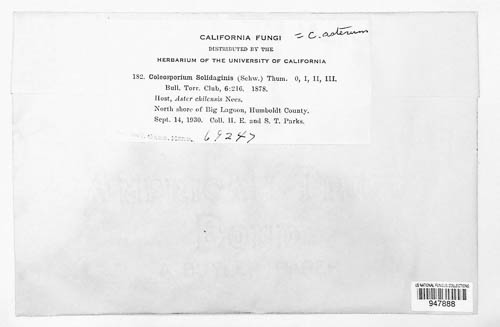 CALIFORNIA FUNGI = C. asterum
DISTRIBUTED BY THE
HERBARIUM OF THE UNIVERSITY OF CALIFORNIA
182. Coleosporium Solidaginis (Schw.) Thum. 0, I, II, III,
Bull. Torr. Club, 6:216. 1878.
Host, Aster chilensis Nees.
North shore of Big Lagoon, Humboldt County.
Sept. 14, 1930. Coll. H. E. and S. T. Parks.
69247
US NATIONAL FUNGUS COLLECTIONS
947888